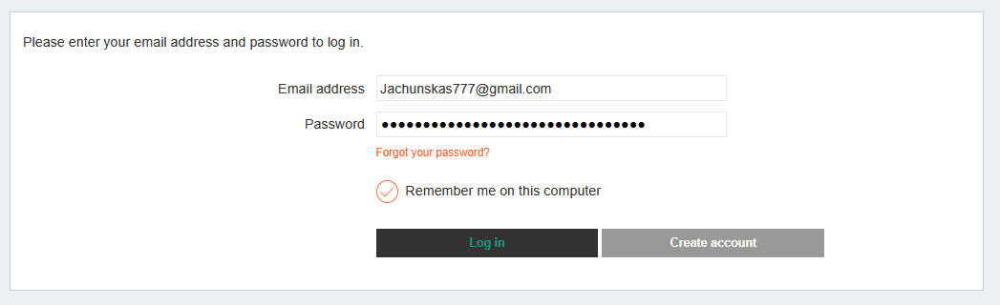 Please enter your email address and password to log in.
Email address Jachunskas777@gmail.com
Password ••••••••••••••••••••••••••••••••
Forgot your password?
Remember me on this computer
Log in Create account